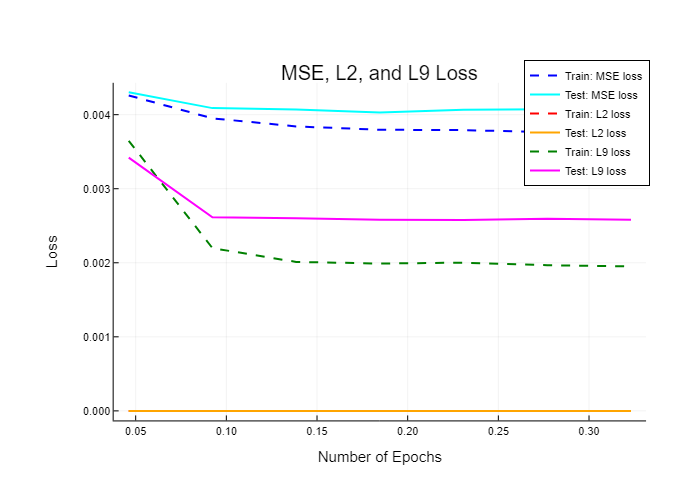 MSE, L2, and L9 Loss
Train: MSE loss
Test: MSE loss
Train: L2 loss
Test: L2 loss
Train: L9 loss
Test: L9 loss
0.004
0.003
0.002
0.001
0.000
Loss
0.05 0.10 0.15 0.20 0.25 0.30
Number of Epochs